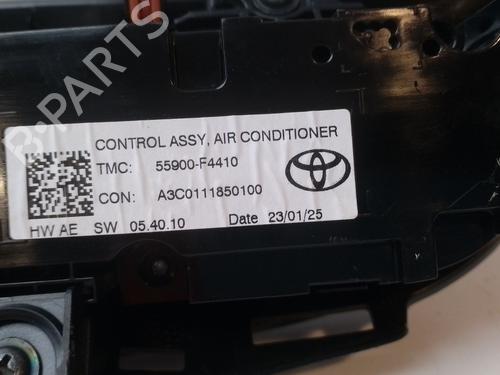 B-PARTS
CONTROL ASSY, AIR CONDITIONER
TMC: 55900-F4410
CON: A3C0111850100
HW AE SW 05.40.10 Date 23/01/25